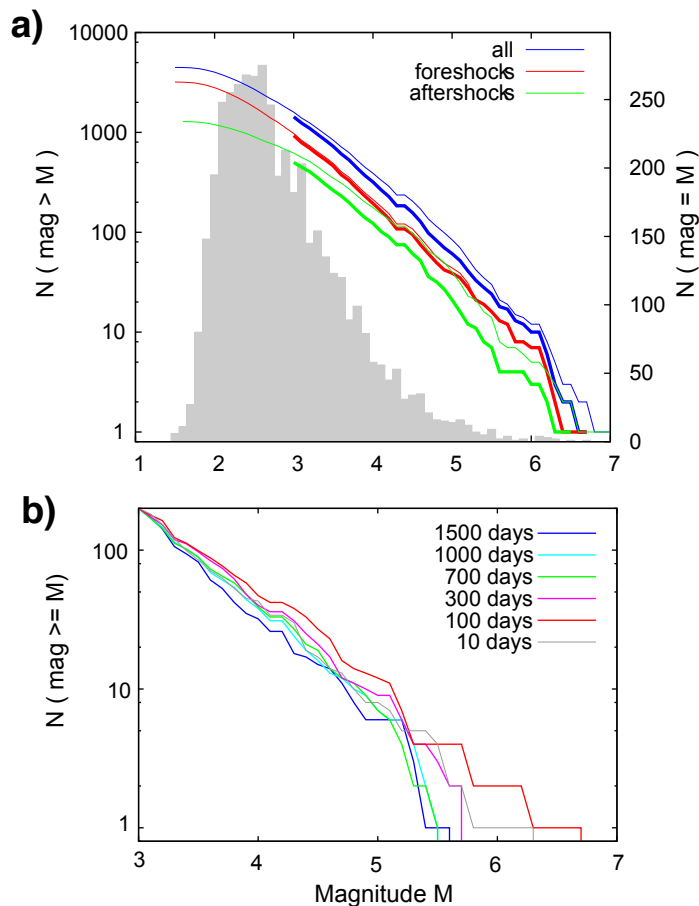 a)
N ( mag > M )
10000
1000
100
10
1
all
foreshocks
aftershocks
250
200
150
100
50
0
N ( mag = M )
1 2 3 4 5 6 7
b)
N ( mag >= M)
100
10
1
1500 days
1000 days
700 days
300 days
100 days
10 days
3 4 5 6 7
Magnitude M